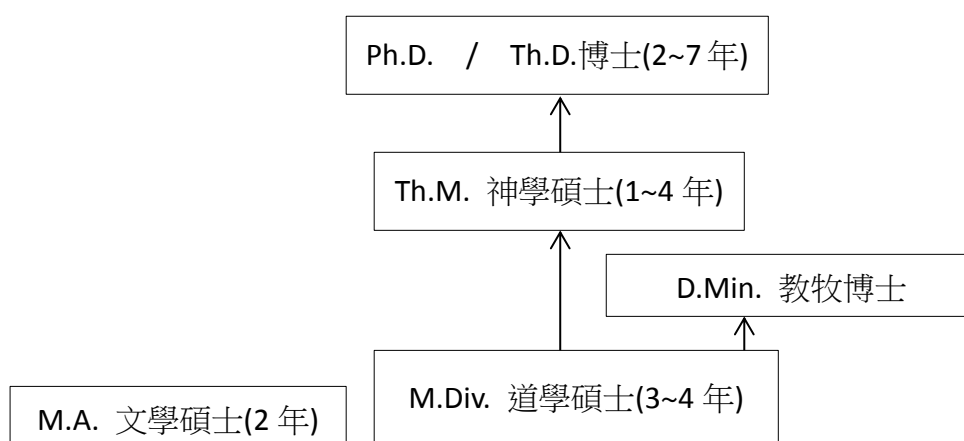 Ph.D. / Th.D.博士(2~7 年)
Th.M. 神學碩士(1~4 年)
D.Min. 教牧博士
M.Div. 道學碩士(3~4 年)
M.A. 文學碩士(2 年)